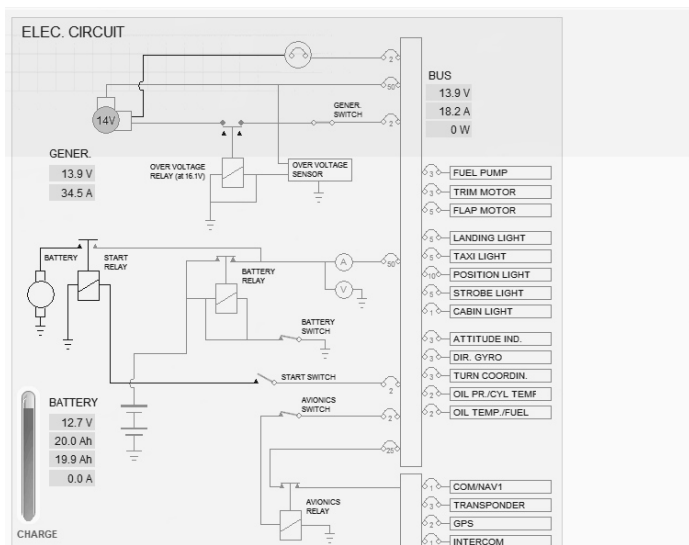 ELEC. CIRCUIT
2
50
BUS
13.9 V
18.2 A
0 W
GENER.
SWITCH
14V
2
GENER.
13.9 V
34.5 A
OVER VOLTAGE
RELAY (at 16.1V)
OVER VOLTAGE
SENSOR
3 FUEL PUMP
3 TRIM MOTOR
5 FLAP MOTOR
5 LANDING LIGHT
5 TAXI LIGHT
10 POSITION LIGHT
5 STROBE LIGHT
1 CABIN LIGHT
BATTERY
START
RELAY
BATTERY
RELAY
A
50
V
BATTERY
SWITCH
3 ATTITUDE IND.
3 DIR. GYRO
3 TURN COORDIN.
2 OIL PR./CYL TEMF
2 OIL TEMP./FUEL
START SWITCH
2
AVIONICS
SWITCH
2
25
BATTERY
12.7 V
20.0 Ah
19.9 Ah
0.0 A
CHARGE
AVIONICS
RELAY
1 COM/NAV1
3 TRANSPONDER
2 GPS
1 INTERCOM